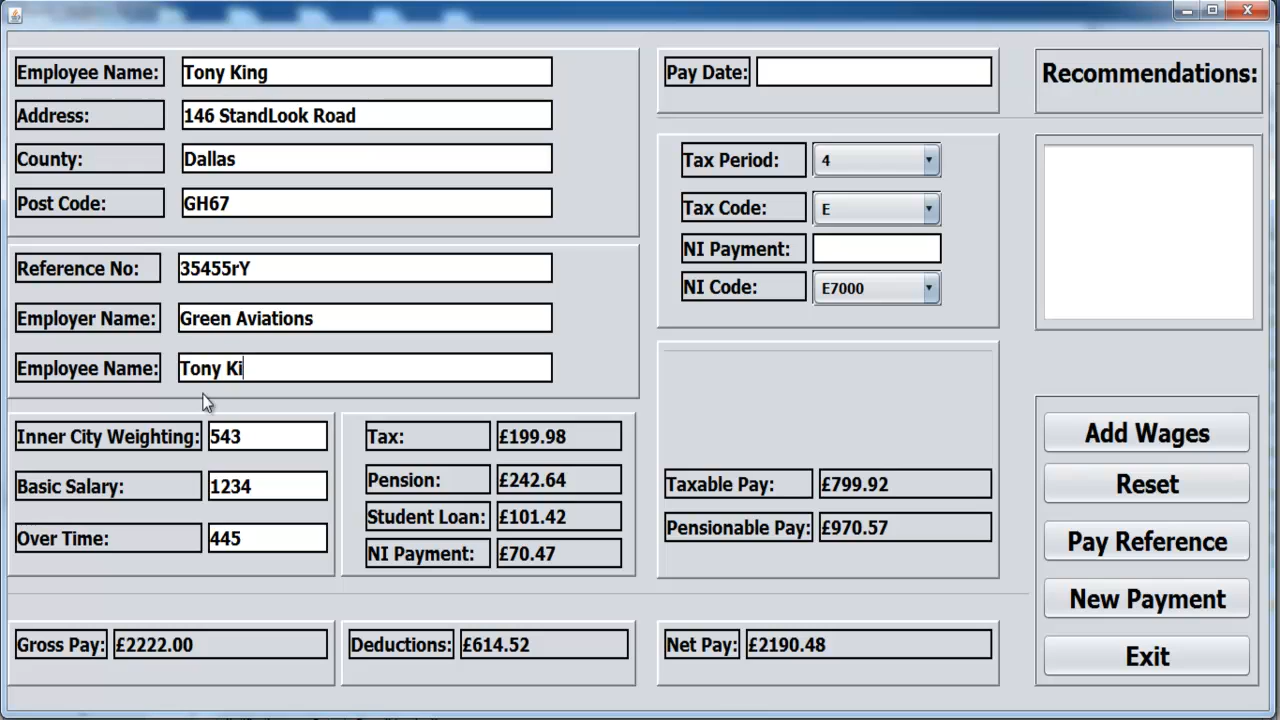 Employee Name: Tony King
Address: 146 StandLook Road
County: Dallas
Post Code: GH67
Reference No: 35455rY
Employer Name: Green Aviations
Employee Name: Tony Ki
Inner City Weighting: 543
Basic Salary: 1234
Over Time: 445
Tax: £199.98
Pension: £242.64
Student Loan: £101.42
NI Payment: £70.47
Gross Pay: £2222.00
Deductions: £614.52
Pay Date:
Tax Period: 4
Tax Code: E
NI Payment:
NI Code: E7000
Taxable Pay: £799.92
Pensionable Pay: £970.57
Net Pay: £2190.48
Recommendations:
Add Wages
Reset
Pay Reference
New Payment
Exit